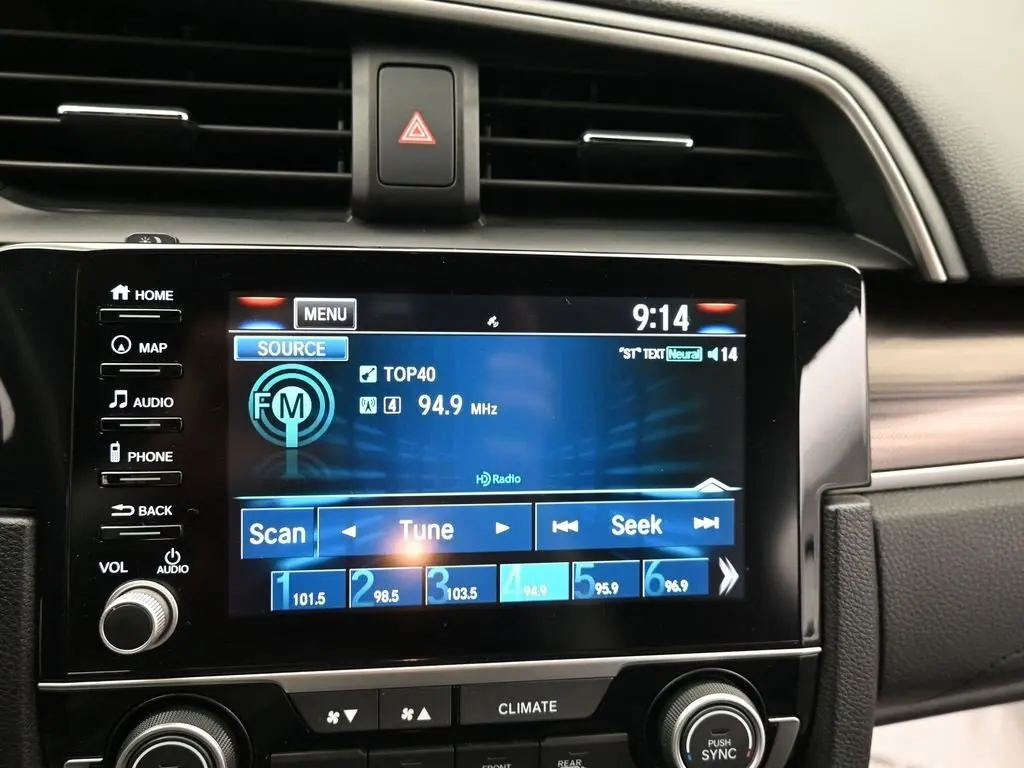 HOME
MENU
9:14
MAP
SOURCE
"ST" TEXT Neural 14
TOP40
FM
4 94.9 MHz
AUDIO
PHONE
HD Radio
BACK
Scan
Tune
Seek
VOL
AUDIO
1 101.5
2 98.5
3 103.5
4 94.9
5 95.9
6 96.9
CLIMATE
PUSH
SYNC
FRONT
REAR